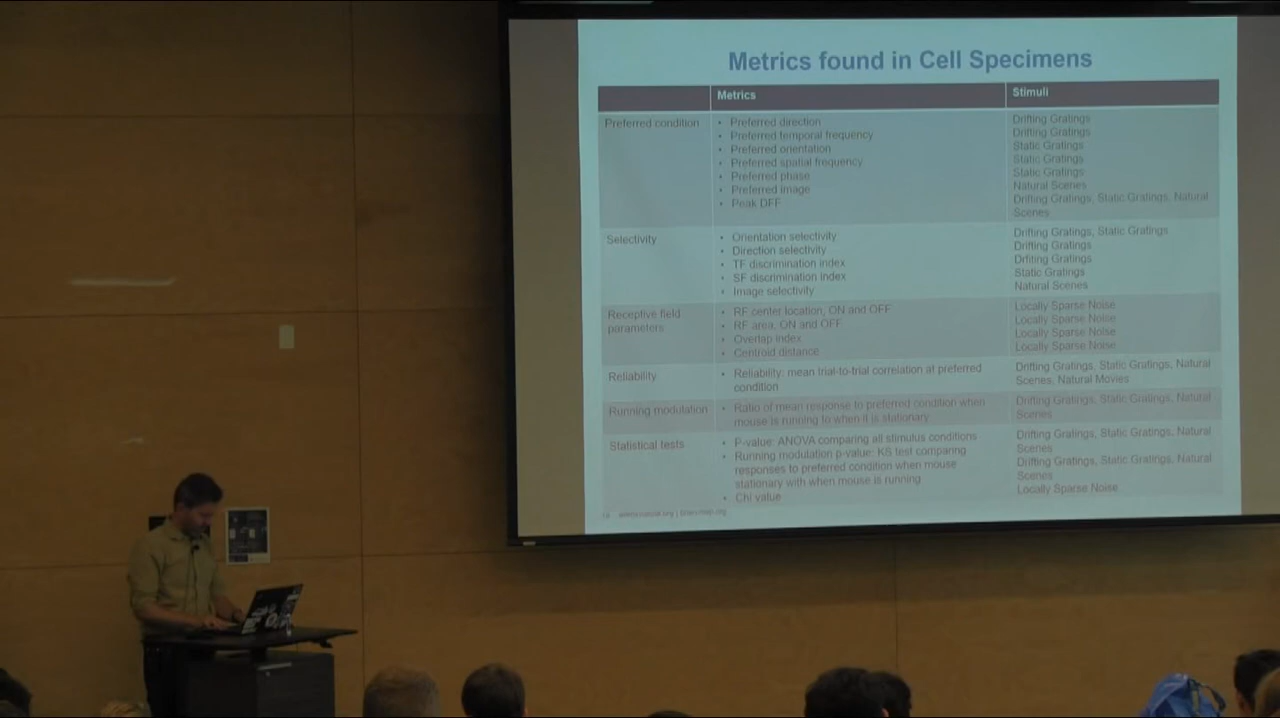 Metrics found in Cell Specimens
Metrics
Stimuli
Preferred condition
• Preferred direction
• Preferred temporal frequency
• Preferred orientation
• Preferred spatial frequency
• Preferred phase
• Preferred image
• Peak DFF
Drifting Gratings
Drifting Gratings
Static Gratings
Static Gratings
Static Gratings
Natural Scenes
Drifting Gratings, Static Gratings, Natural
Scenes
Selectivity
• Orientation selectivity
• Direction selectivity
• TF discrimination index
• SF discrimination index
• Image selectivity
Drifting Gratings, Static Gratings
Drifting Gratings
Drifting Gratings
Static Gratings
Natural Scenes
Receptive field
parameters
• RF center location, ON and OFF
• RF area, ON and OFF
• Overlap index
• Centroid distance
Locally Sparse Noise
Locally Sparse Noise
Locally Sparse Noise
Locally Sparse Noise
Reliability
• Reliability: mean trial-to-trial correlation at preferred
condition
Drifting Gratings, Static Gratings, Natural
Scenes, Natural Movies
Running modulation
• Ratio of mean response to preferred condition when
mouse is running to when it is stationary
Drifting Gratings, Static Gratings, Natural
Scenes
Statistical tests
• P-value: ANOVA comparing all stimulus conditions
• Running modulation p-value: KS test comparing
responses to preferred condition when mouse
stationary with when mouse is running
• Chi value
Drifting Gratings, Static Gratings, Natural
Scenes
Drifting Gratings, Static Gratings, Natural
Scenes
Locally Sparse Noise